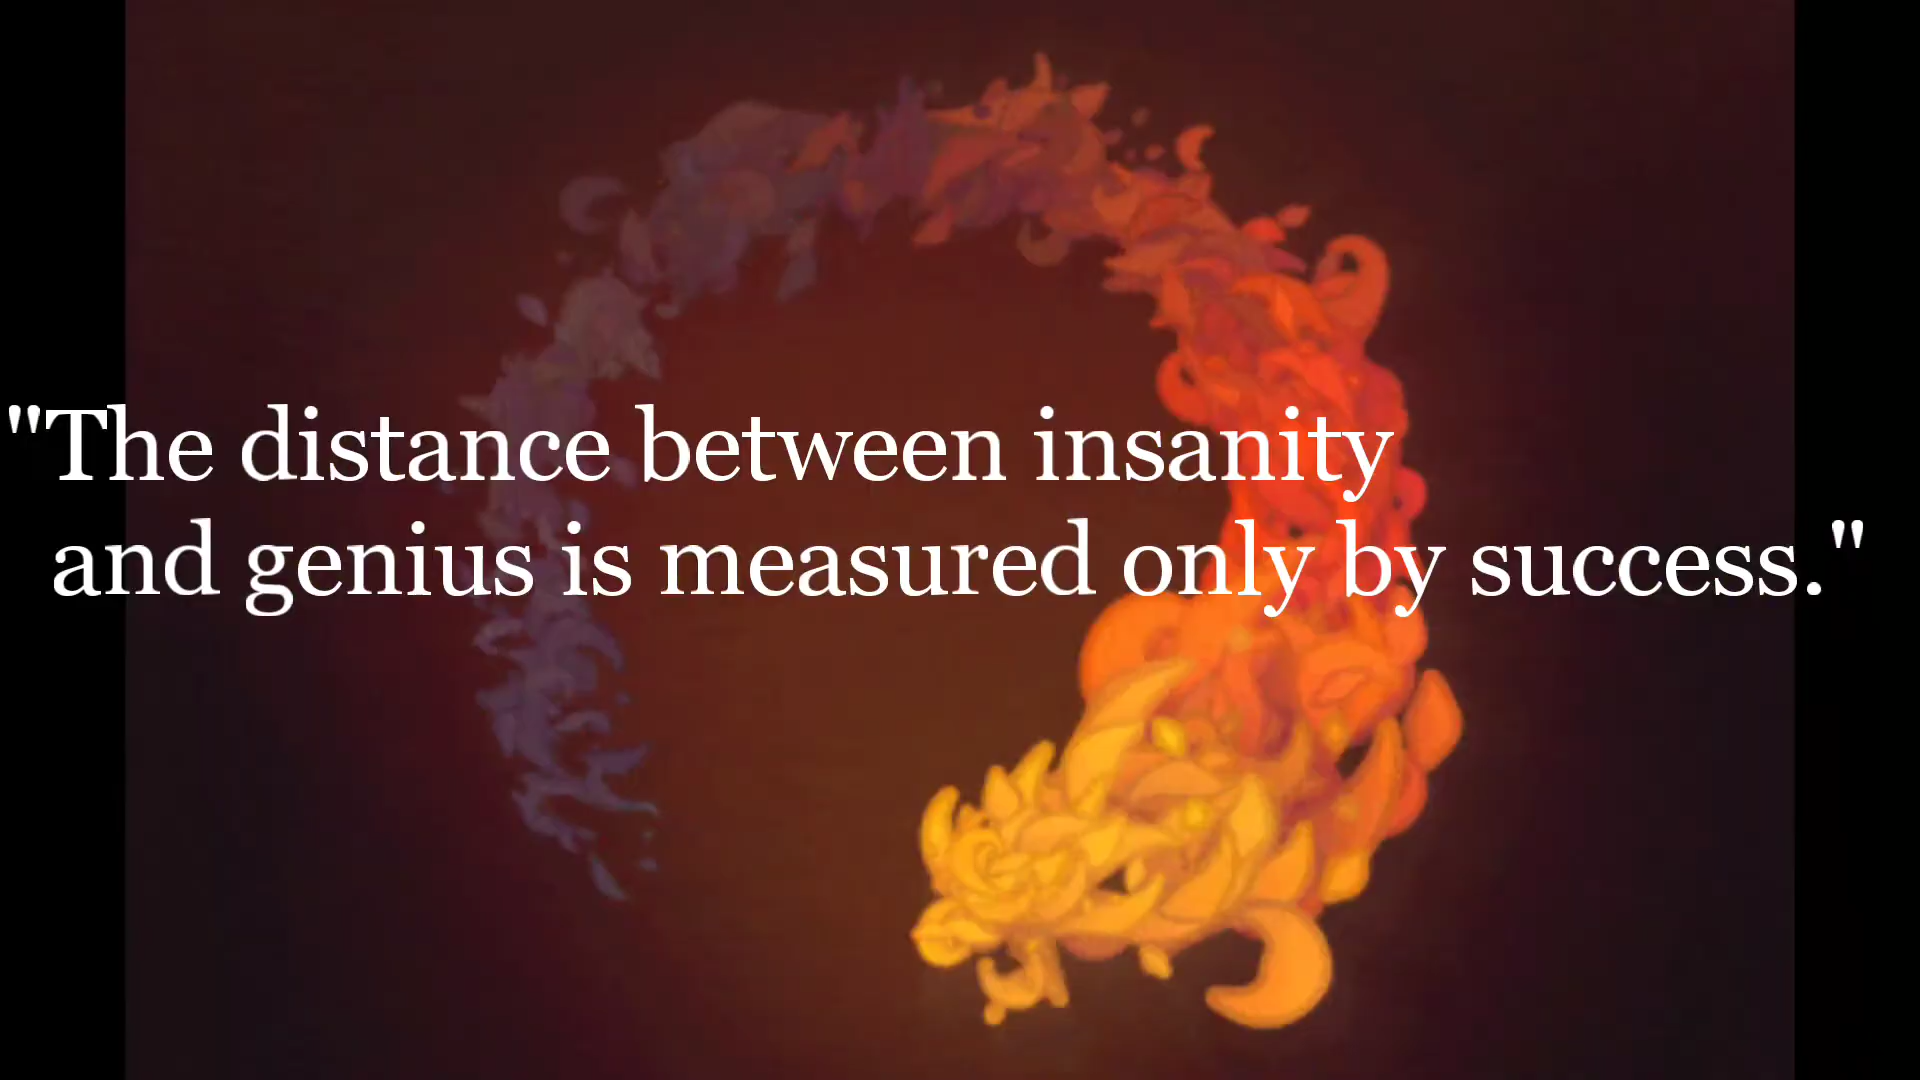 "The distance between insanity
and genius is measured only by success."